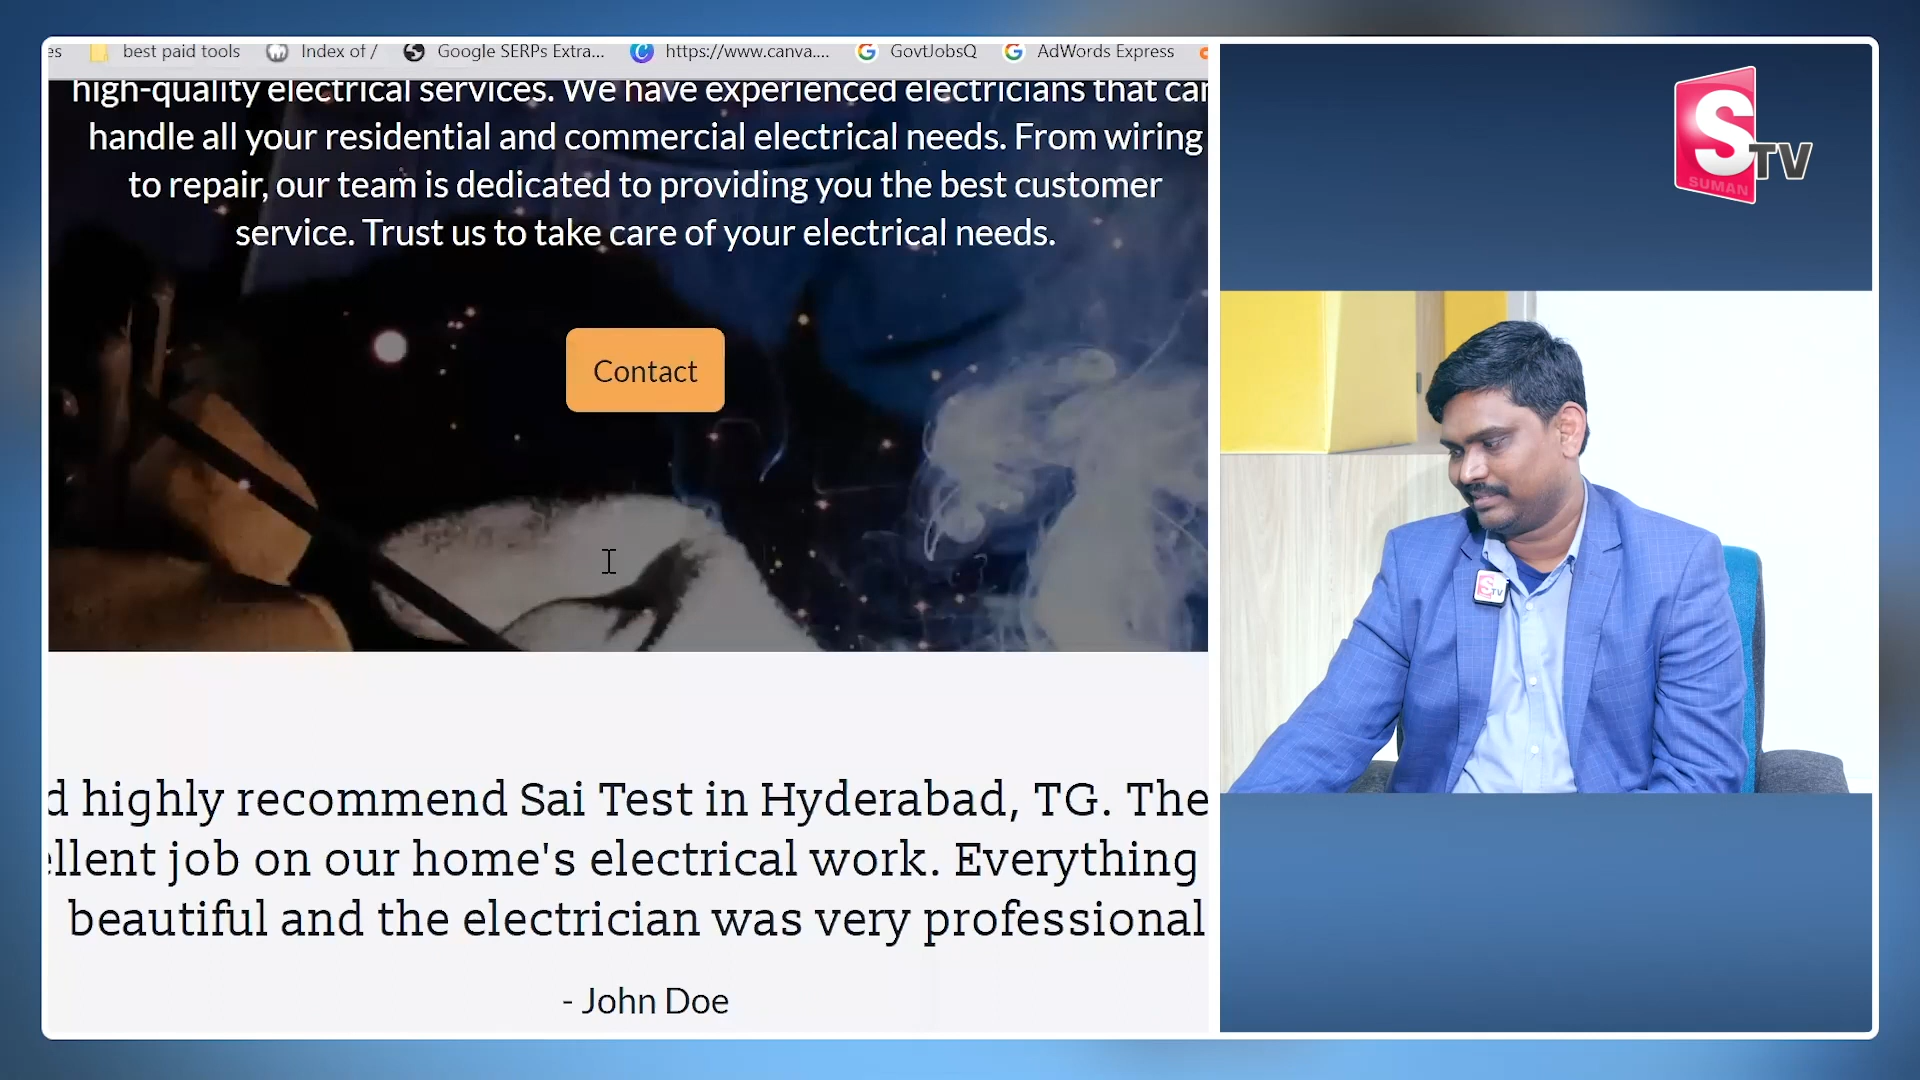 es best paid tools Index of / Google SERPs Extra... https://www.canva.... GovtJobsQ AdWords Express
high-quality electrical services. We have experienced electricians that can
handle all your residential and commercial electrical needs. From wiring
to repair, our team is dedicated to providing you the best customer
service. Trust us to take care of your electrical needs.
Contact
d highly recommend Sai Test in Hyderabad, TG. The
ellent job on our home's electrical work. Everything
beautiful and the electrician was very professional
- John Doe
S TV
SUMAN
S TV